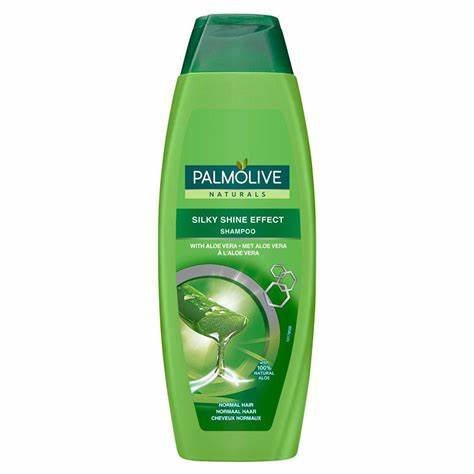 PALMOLIVE
NATURALS
SILKY SHINE EFFECT
SHAMPOO
WITH ALOE VERA • MET ALOE VERA
À L'ALOE VERA
100%
NATURAL
ALOE
NORMAL HAIR
NORMAAL HAAR
CHEVEUX NORMAUX